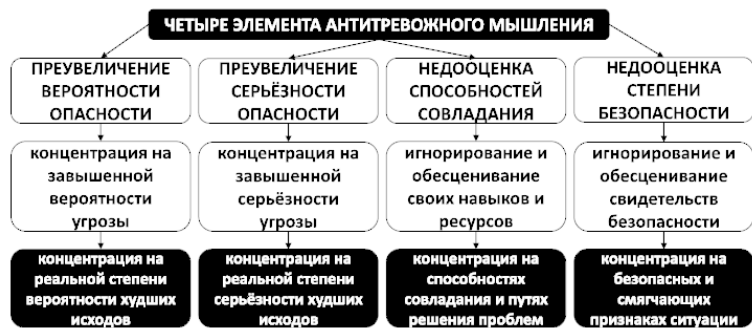 ЧЕТЫРЕ ЭЛЕМЕНТА АНТИТРЕВОЖНОГО МЫШЛЕНИЯ
ПРЕУВЕЛИЧЕНИЕ
ВЕРОЯТНОСТИ
ОПАСНОСТИ
ПРЕУВЕЛИЧЕНИЕ
СЕРЬЁЗНОСТИ
ОПАСНОСТИ
НЕДООЦЕНКА
СПОСОБНОСТЕЙ
СОВЛАДАНИЯ
НЕДООЦЕНКА
СТЕПЕНИ
БЕЗОПАСНОСТИ
концентрация на
завышенной
вероятности
угрозы
концентрация на
завышенной
серьёзности
угрозы
игнорирование и
обесценивание
своих навыков и
ресурсов
игнорирование и
обесценивание
свидетельств
безопасности
концентрация на
реальной степени
вероятности худших
исходов
концентрация на
реальной степени
серьёзности худших
исходов
концентрация на
способностях
совладания и путях
решения проблем
концентрация на
безопасных и
смягчающих
признаках ситуации